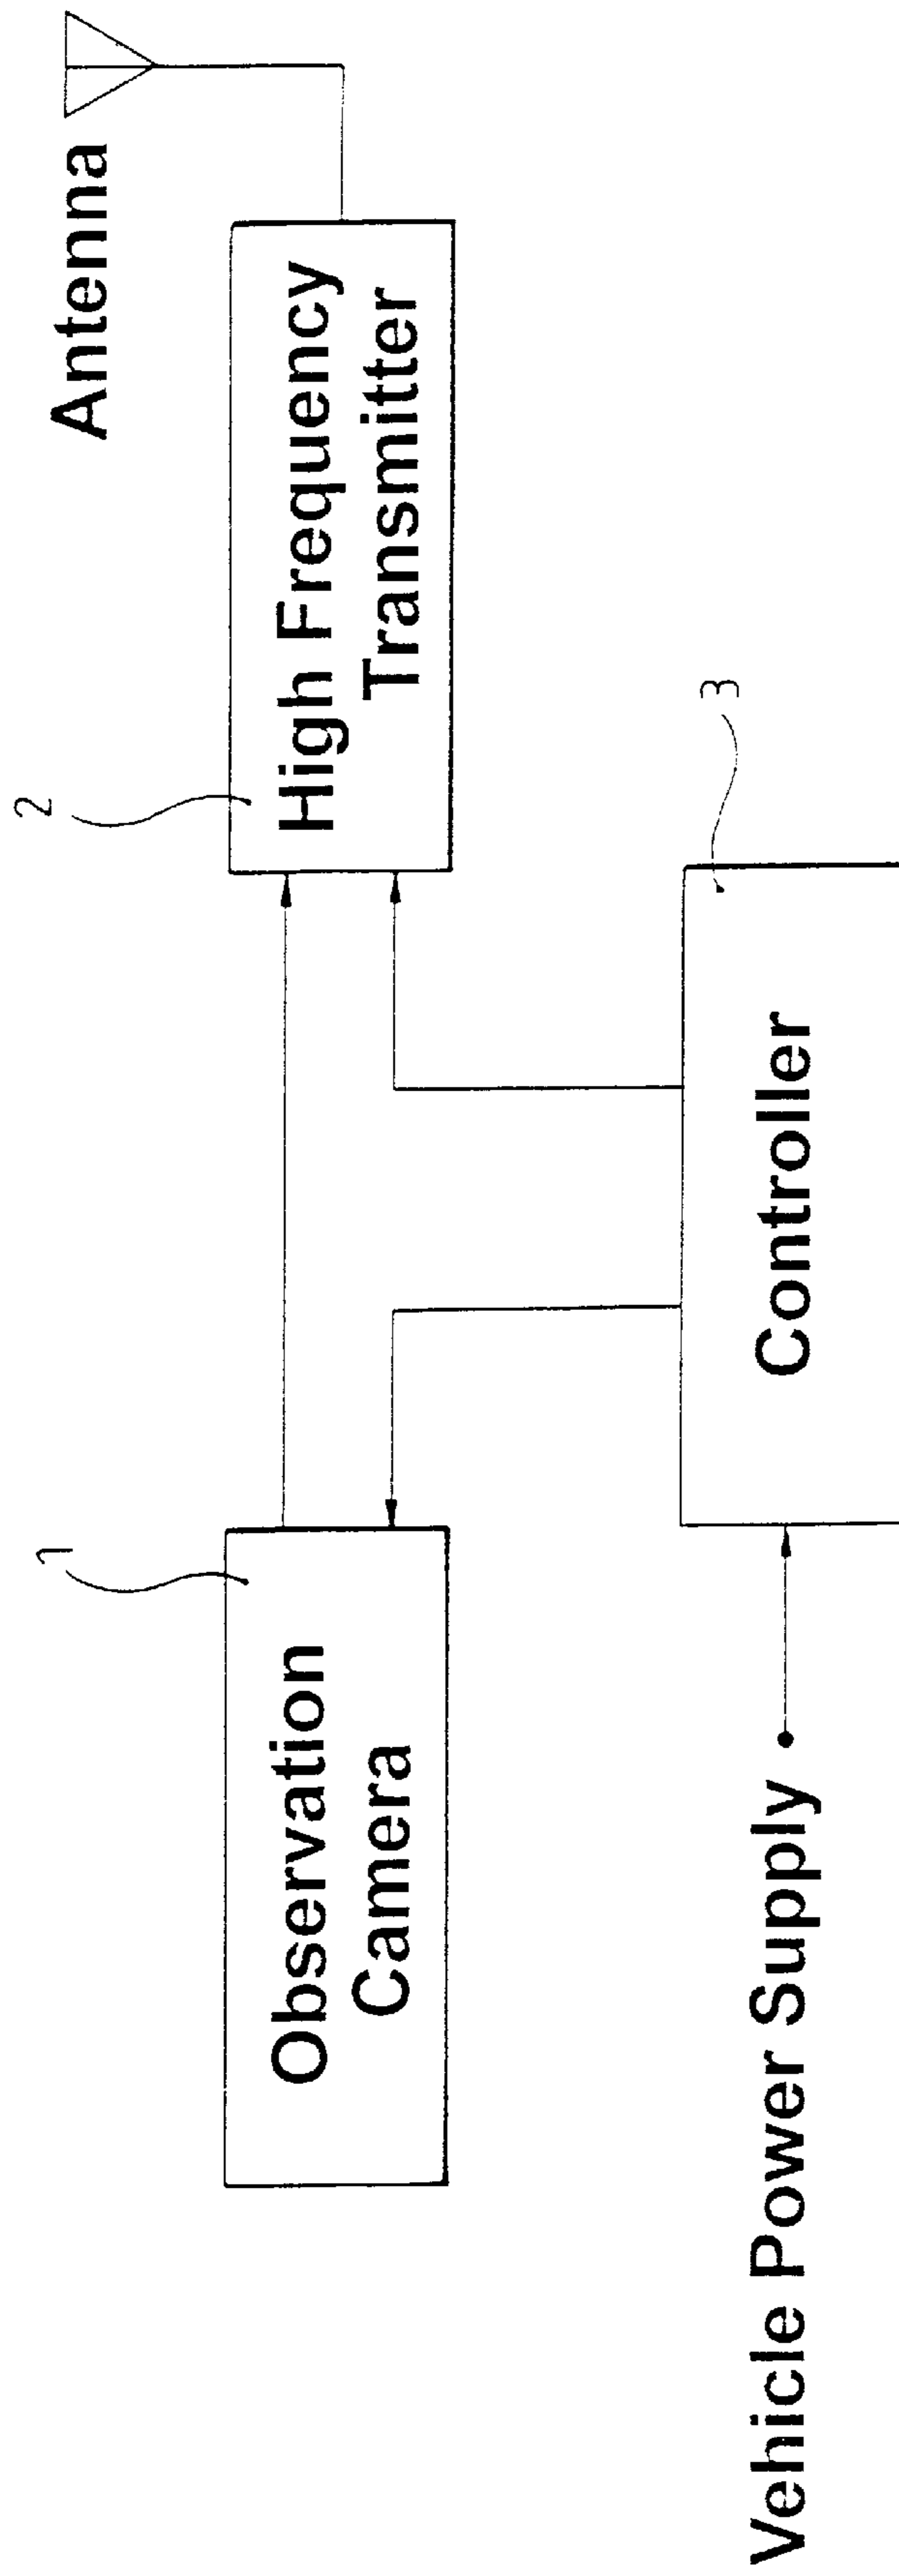 Antenna
1
Observation
Camera
2
High Frequency
Transmitter
3
Controller
Vehicle Power Supply